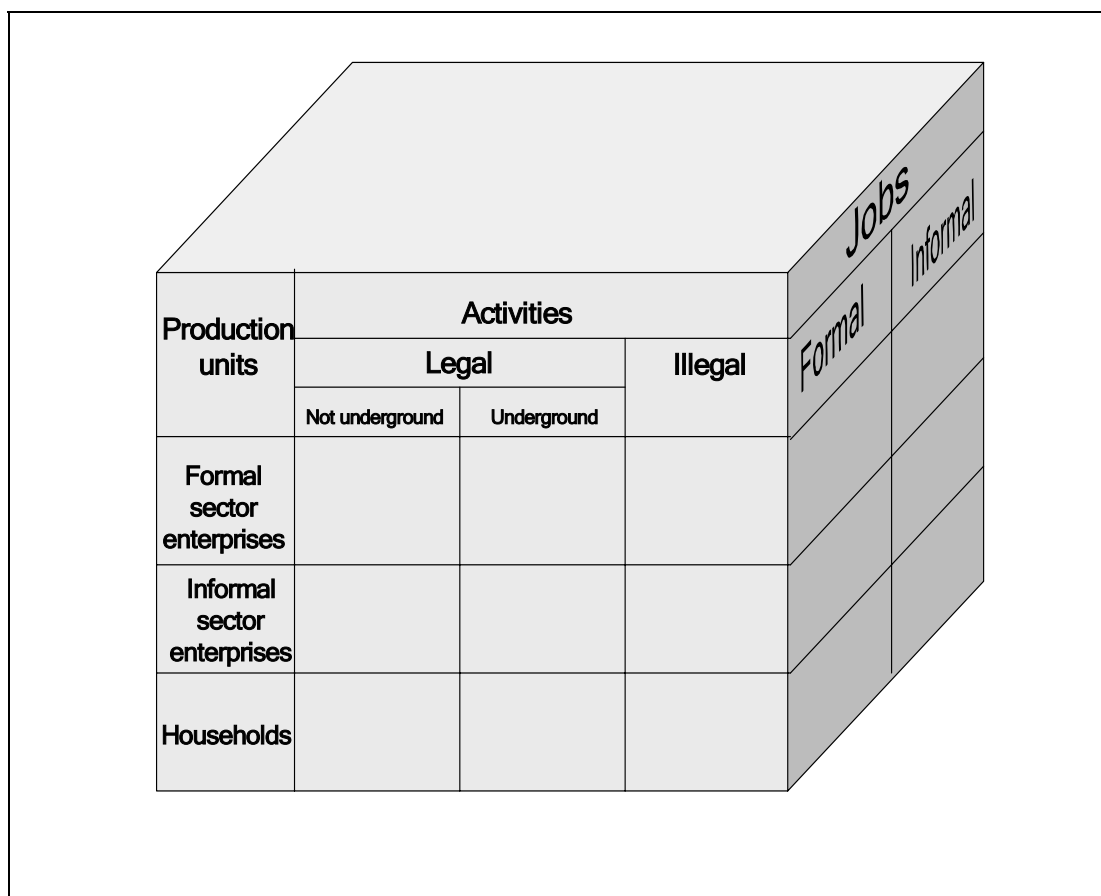 Jobs
Formal
Informal
Production
units
Activities
Legal
Illegal
Not underground
Underground
Formal
sector
enterprises
Informal
sector
enterprises
Households